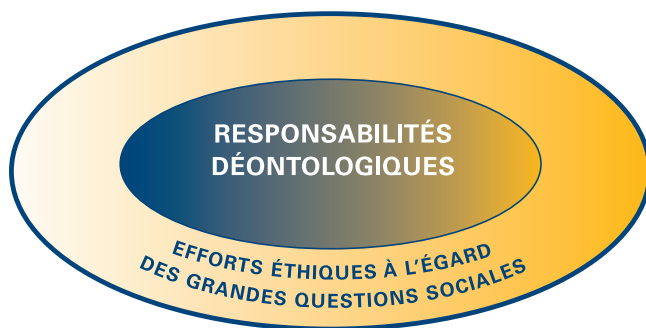 RESPONSABILITÉS
DÉONTOLOGIQUES
EFFORTS ÉTHIQUES À L’ÉGARD
DES GRANDES QUESTIONS SOCIALES